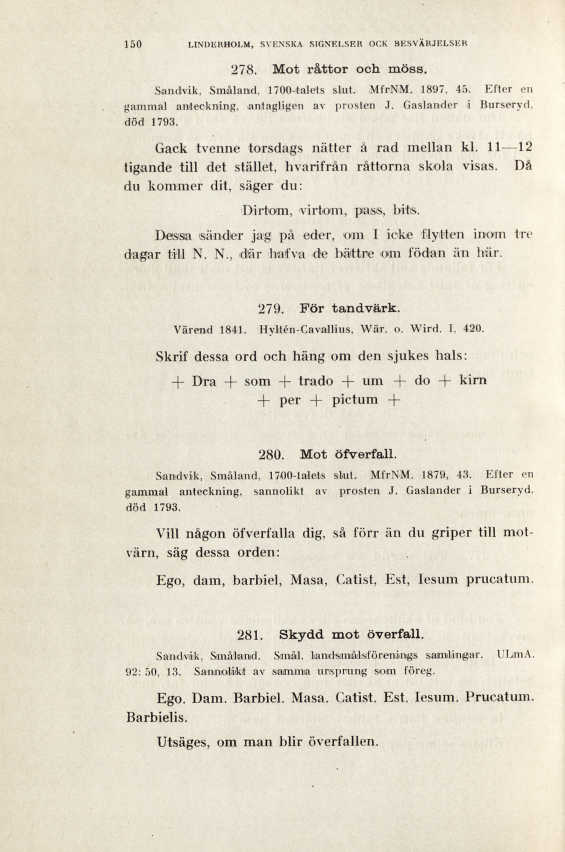 150 LINDERHOLM, SVENSKA SIGNELSER OCK BESVÄRJELSER
278. Mot råttor och möss.
Sandvik, Småland, 1700-talets slut. MfrNM. 1897, 45. Efter en
gammal anteckning, antagligen av prosten J. Gaslander i Burseryd,
död 1793.
Gack tvenne torsdags nätter å rad mellan kl. 11—12
tigande till det stället, hvarifrån råttorna skola visas. Då
du kommer dit, säger du:
Dirtom, virtom, pass, bits.
Dessa sänder jag på eder, om I icke flytten inom tre
dagar till N. N., där hafva de bättre om födan än här.
279. För tandvärk.
Värend 1841. Hyltén-Cavallius, Wär. o. Wird. I, 420.
Skrif dessa ord och häng om den sjukes hals:
+ Dra + som + trado + um + do + kirn
+ per + pictum +
280. Mot öfverfall.
Sandvik, Småland, 1700-talets slut. MfrNM. 1879, 43. Efter en
gammal anteckning, sannolikt av prosten J. Gaslander i Burseryd,
död 1793.
Vill någon öfverfalla dig, så förr än du griper till mot-
värn, säg dessa orden:
Ego, dam, barbiel, Masa, Catist, Est, Iesum prucatum.
281. Skydd mot överfall.
Sandvik, Småland. Smål. landsmålsförenings samlingar. ULmA.
92: 50, 13. Sannolikt av samma ursprung som föreg.
Ego. Dam. Barbiel. Masa. Catist. Est. Iesum. Prucatum.
Barbielis.
Utsäges, om man blir överfallen.